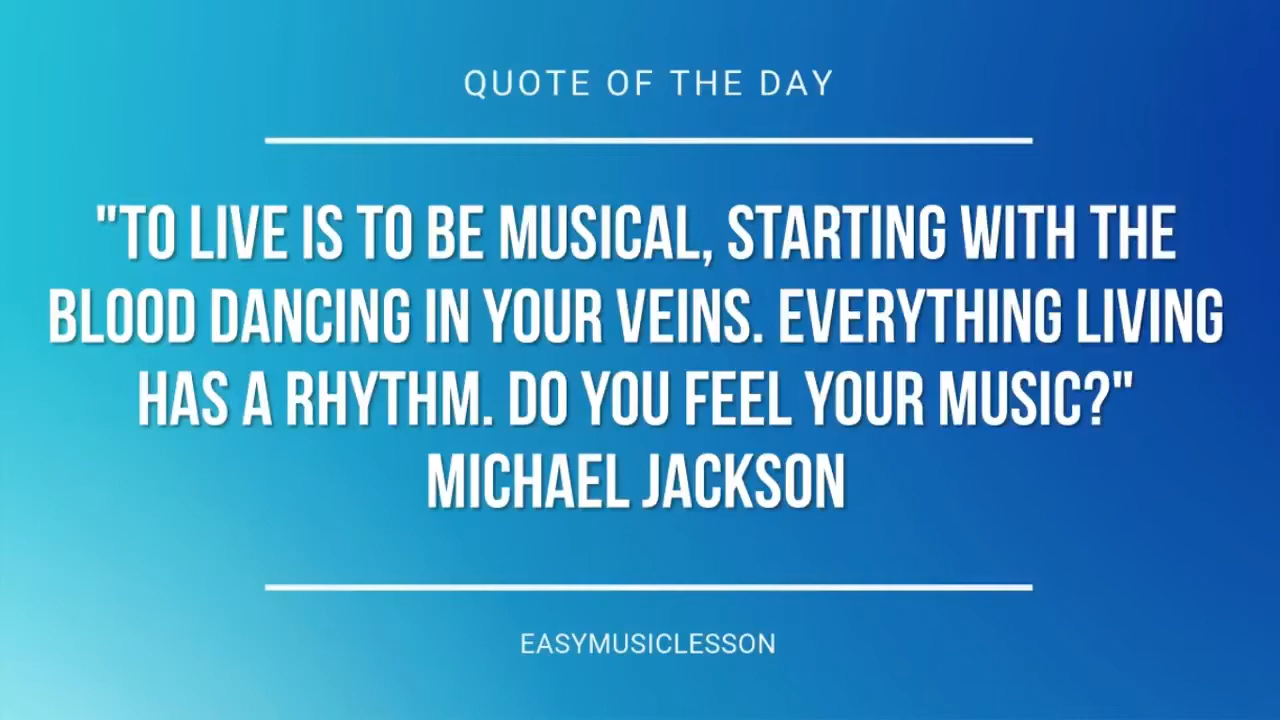 QUOTE OF THE DAY
"TO LIVE IS TO BE MUSICAL, STARTING WITH THE
BLOOD DANCING IN YOUR VEINS. EVERYTHING LIVING
HAS A RHYTHM. DO YOU FEEL YOUR MUSIC?"
MICHAEL JACKSON
EASYMUSICLESSON